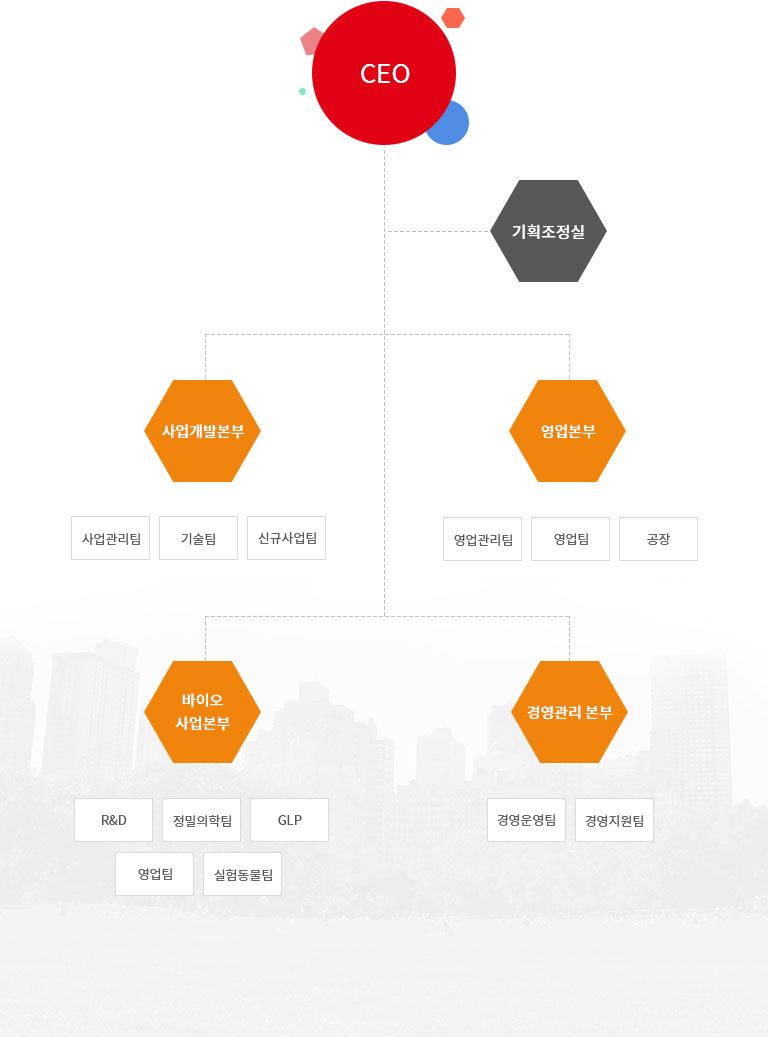 CEO
기획조정실
사업개발본부
영업본부
사업관리팀
기술팀
신규사업팀
영업관리팀
영업팀
공장
바이오
사업본부
경영관리 본부
R&D
정밀의학팀
GLP
경영운영팀
경영지원팀
영업팀
실험동물팀